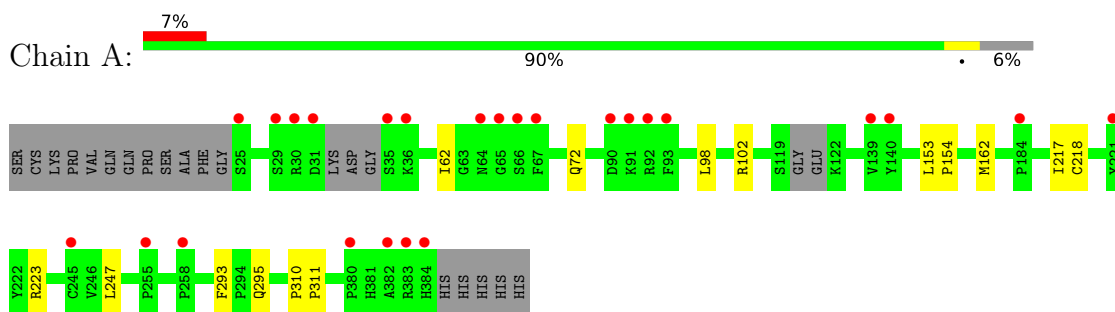 7%
Chain A:
90% • 6%
SER CYS LYS PRO VAL GLN GLN PRO SER ALA PHE GLY S25 S29 R30 D31 LYS ASP GLY S35 K36 I62 G63 N64 G65 S66 F67 Q72 D90 K91 R92 F93 L98 R102 S119 GLY GLU K122 V139 Y140 L153 P154 M162 P184 I217 C218 Y221
Y222 R223 C245 V246 L247 P255 P258 F293 P294 Q295 P310 P311 P380 H381 A382 R383 H384 HIS HIS HIS HIS HIS